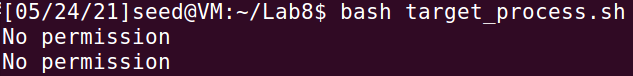 [05/24/21]seed@VM:~/Lab8$ bash target_process.sh
No permission
No permission